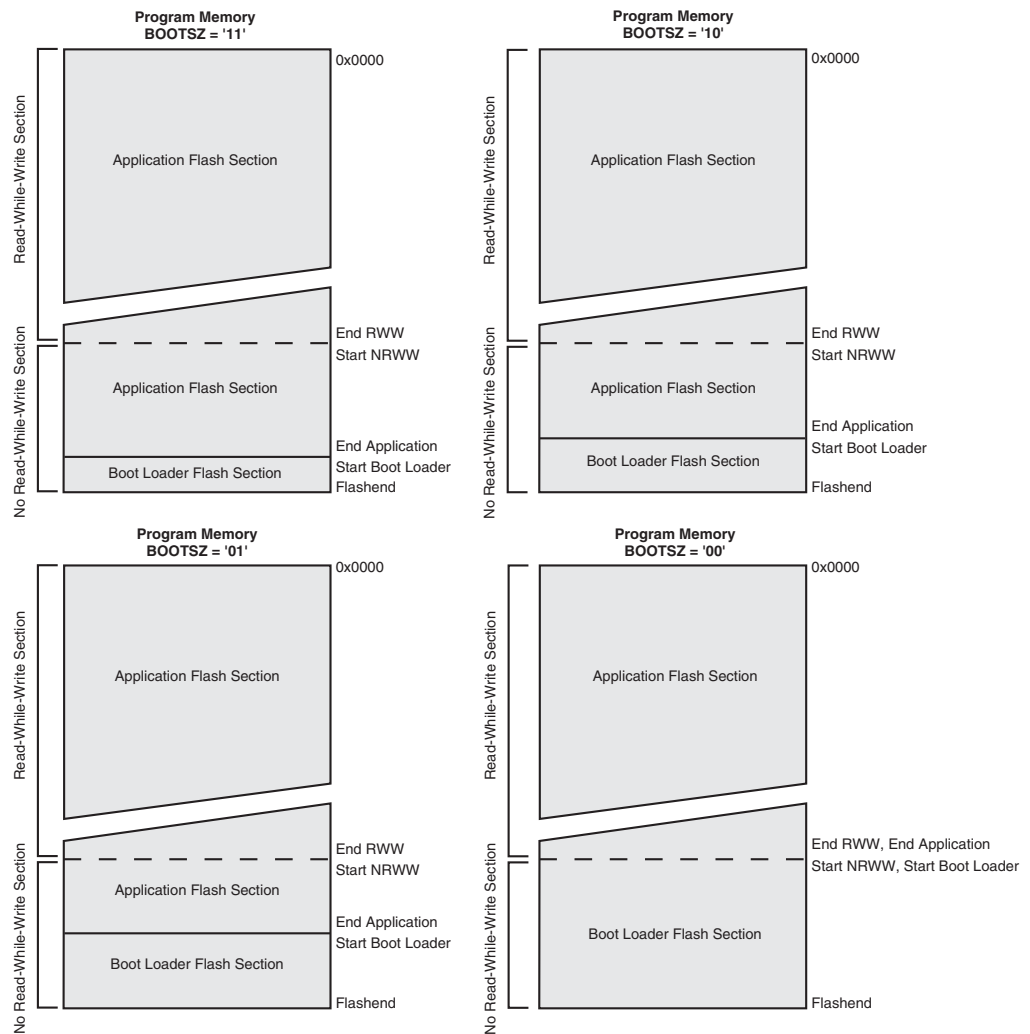 Program Memory
BOOTSZ = '11'
0x0000
Read-While-Write Section
Application Flash Section
End RWW
Start NRWW
No Read-While-Write Section
Application Flash Section
End Application
Start Boot Loader
Boot Loader Flash Section
Flashend
Program Memory
BOOTSZ = '10'
0x0000
Read-While-Write Section
Application Flash Section
End RWW
Start NRWW
No Read-While-Write Section
Application Flash Section
End Application
Start Boot Loader
Boot Loader Flash Section
Flashend
Program Memory
BOOTSZ = '01'
0x0000
Read-While-Write Section
Application Flash Section
End RWW
Start NRWW
No Read-While-Write Section
Application Flash Section
End Application
Start Boot Loader
Boot Loader Flash Section
Flashend
Program Memory
BOOTSZ = '00'
0x0000
Read-While-Write Section
Application Flash Section
End RWW, End Application
Start NRWW, Start Boot Loader
No Read-While-Write Section
Boot Loader Flash Section
Flashend